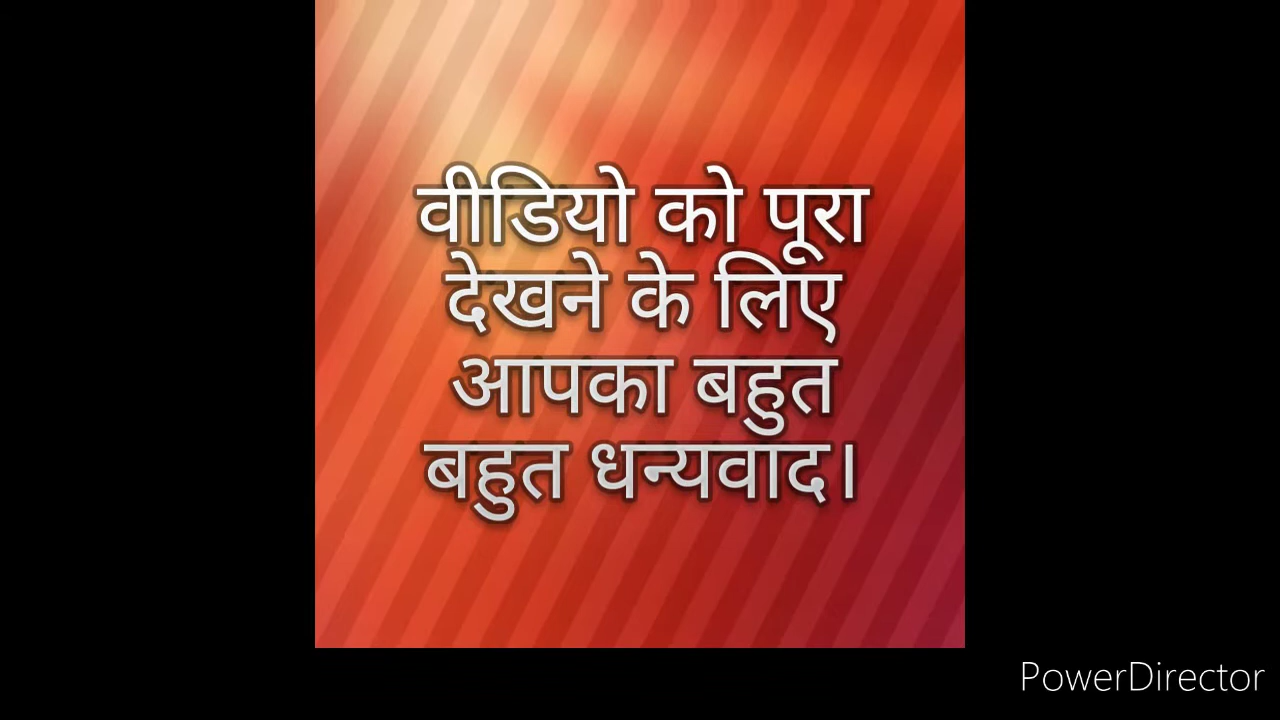 वीडियो को पूरा
देखने के लिए
आपका बहुत
बहुत धन्यवाद।
PowerDirector